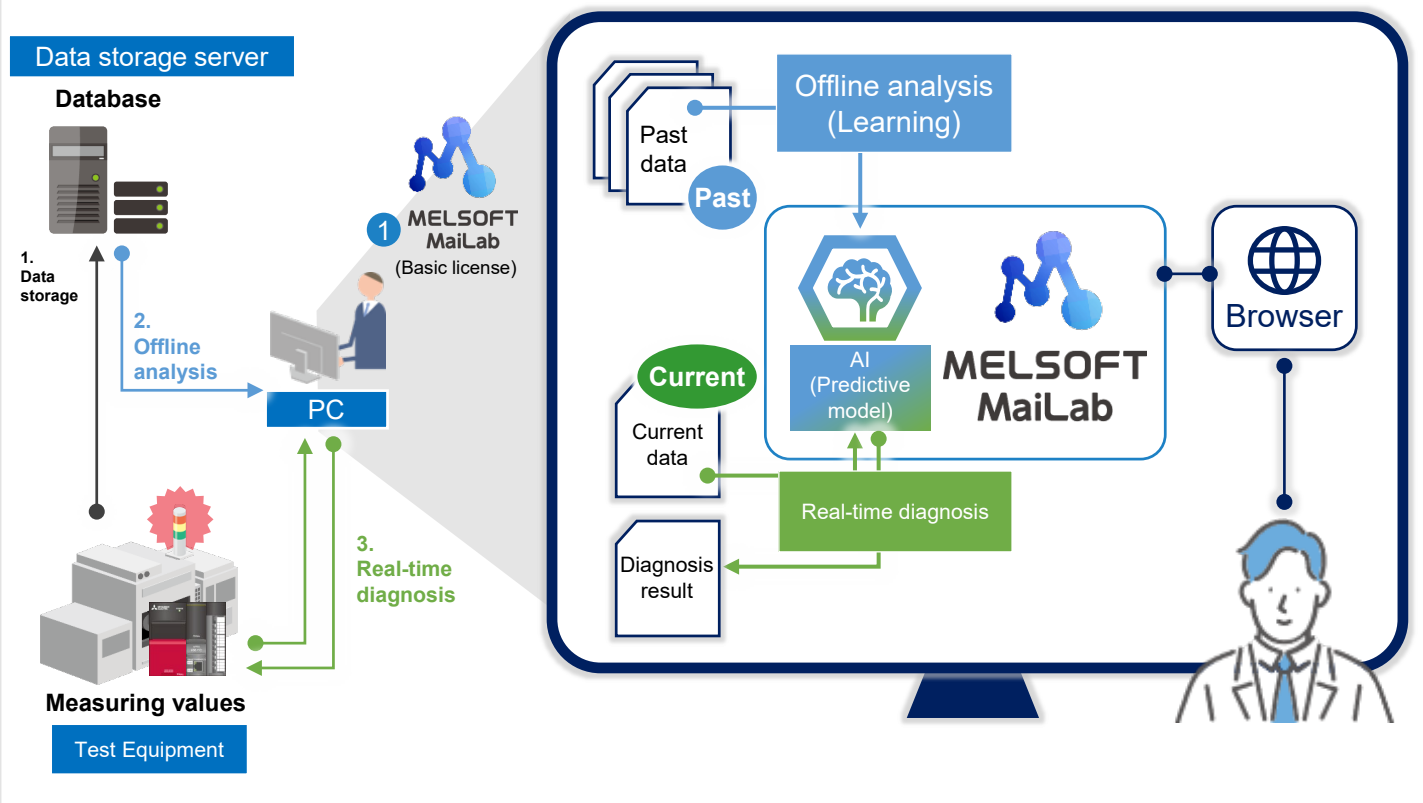 Data storage server
Database
1.
Data
storage
2.
Offline
analysis
1
MELSOFT
MaiLab
(Basic license)
PC
3.
Real-time
diagnosis
Measuring values
Test Equipment
Past
data
Past
Offline analysis
(Learning)
AI
(Predictive
model)
MELSOFT
MaiLab
Browser
Current
Current
data
Real-time diagnosis
Diagnosis
result